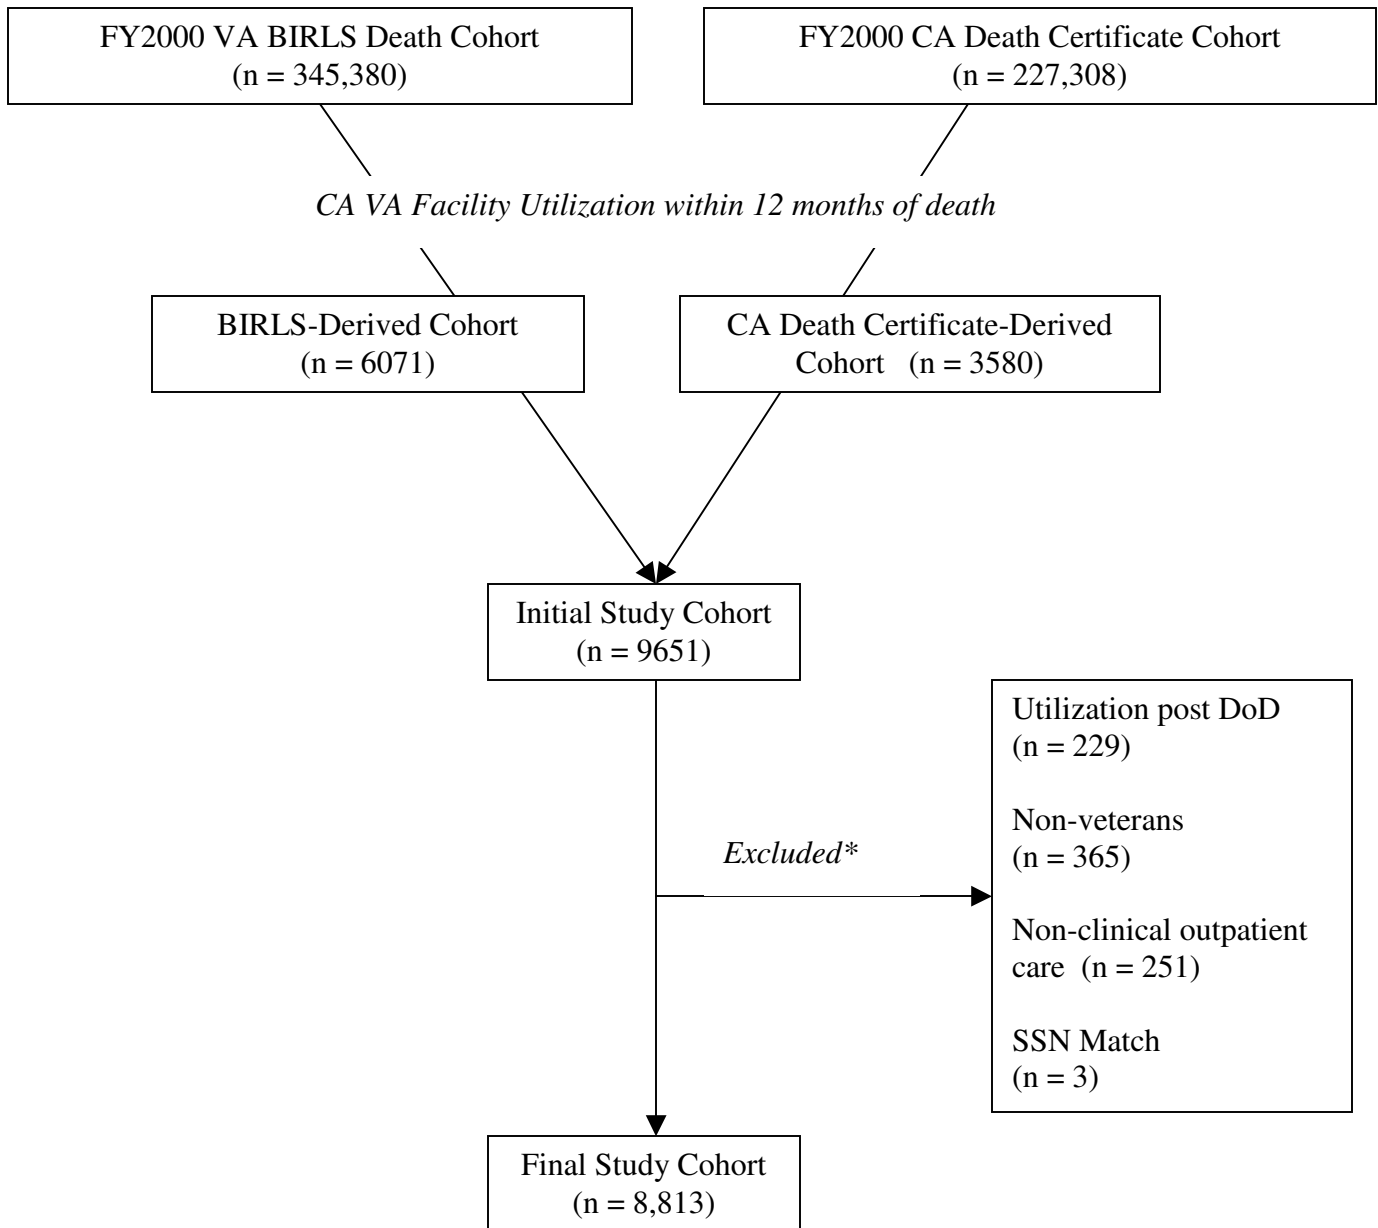 FY2000 VA BIRLS Death Cohort
(n = 345,380)
FY2000 CA Death Certificate Cohort
(n = 227,308)
CA VA Facility Utilization within 12 months of death
BIRLS-Derived Cohort
(n = 6071)
CA Death Certificate-Derived
Cohort (n = 3580)
Initial Study Cohort
(n = 9651)
Excluded*
Utilization post DoD
(n = 229)
Non-veterans
(n = 365)
Non-clinical outpatient
care (n = 251)
SSN Match
(n = 3)
Final Study Cohort
(n = 8,813)